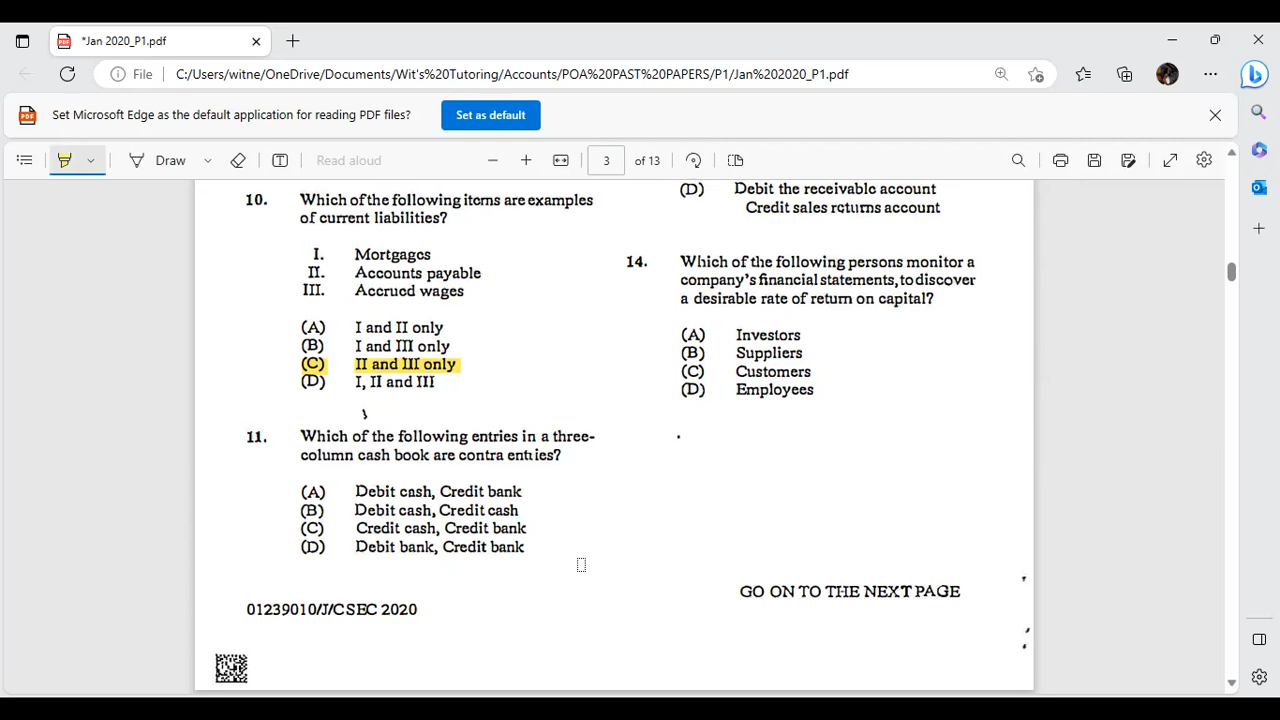 *Jan 2020_P1.pdf
File
C:/Users/witne/OneDrive/Documents/Wit's%20Tutoring/Accounts/POA%20PAST%20PAPERS/P1/Jan%202020_P1.pdf
Set Microsoft Edge as the default application for reading PDF files?
Set as default
Draw
Read aloud
3
of 13
10. Which of the following items are examples
of current liabilities?
I. Mortgages
II. Accounts payable
III. Accrued wages
(A) I and II only
(B) I and III only
(C) II and III only
(D) I, II and III
11. Which of the following entries in a three-
column cash book are contra entries?
(A) Debit cash, Credit bank
(B) Debit cash, Credit cash
(C) Credit cash, Credit bank
(D) Debit bank, Credit bank
01239010/J/CSEC 2020
(D) Debit the receivable account
Credit sales returns account
14. Which of the following persons monitor a
company's financial statements, to discover
a desirable rate of return on capital?
(A) Investors
(B) Suppliers
(C) Customers
(D) Employees
GO ON TO THE NEXT PAGE